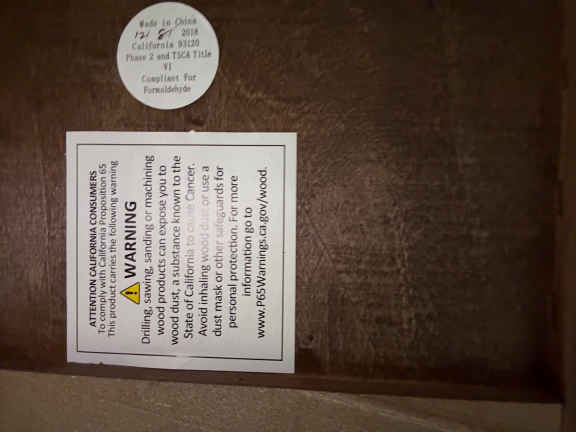 Made in China
12/ 8/ 2018
California 93120
Phase 2 and TSCA Title
VI
Compliant for
Formaldehyde
ATTENTION CALIFORNIA CONSUMERS
To comply with California Proposition 65
This product carries the following warning
WARNING
Drilling, sawing, sanding or machining
wood products can expose you to
wood dust, a substance known to the
State of California to cause Cancer.
Avoid inhaling wood dust or use a
dust mask or other safeguards for
personal protection. For more
information go to
www.P65Warnings.ca.gov/wood.